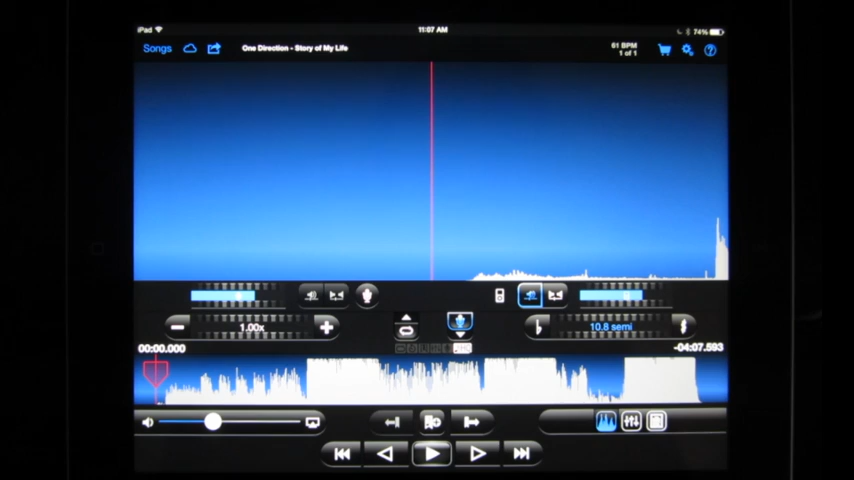 iPad 11:07 AM 74%
Songs One Direction - Story of My Life 61 BPM
1 of 1
1.00x 10.8 semi
00:00.000 -04:07.593